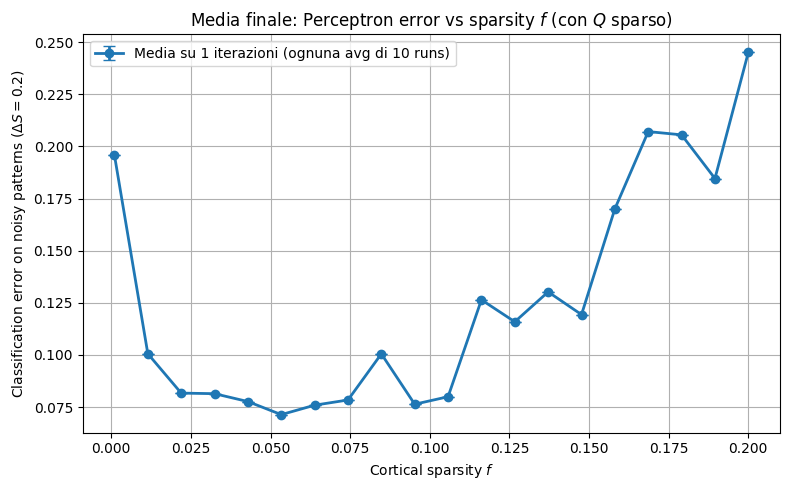 Media finale: Perceptron error vs sparsity f (con Q sparso)
Media su 1 iterazioni (ognuna avg di 10 runs)
Classification error on noisy patterns (ΔS = 0.2)
0.250
0.225
0.200
0.175
0.150
0.125
0.100
0.075
0.000 0.025 0.050 0.075 0.100 0.125 0.150 0.175 0.200
Cortical sparsity f